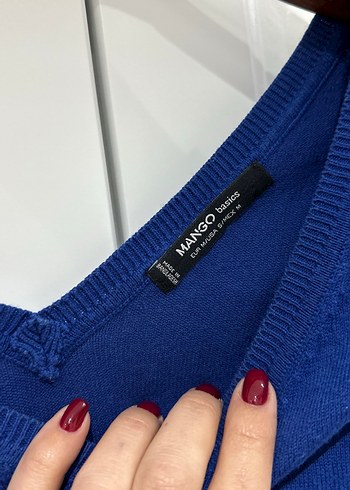 MANGO basics
EUR M/USA S/MEX M
MADE IN
BANGLADESH